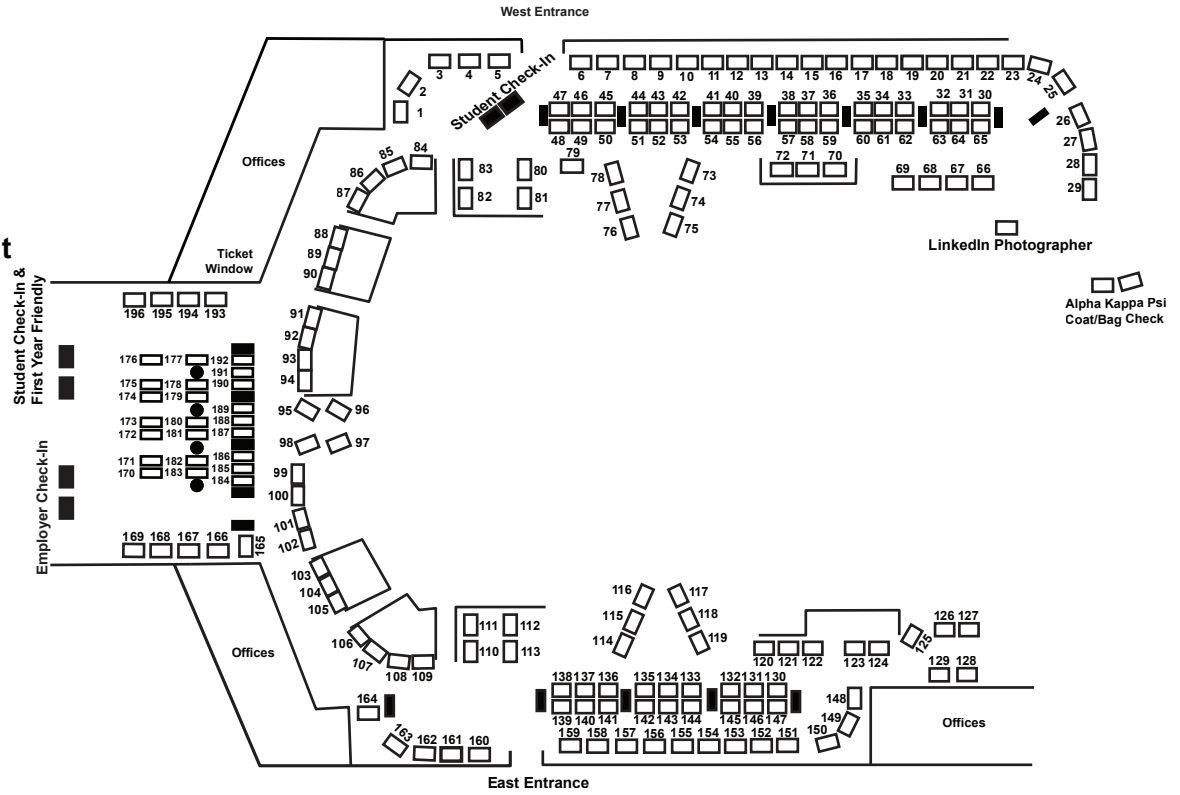 West Entrance
3 4 5
Student Check-In
6 7 8 9 10 11 12 13 14 15 16 17 18 19 20 21 22 23 24 25
2
1
47 46 45 44 43 42 41 40 39 38 37 36 35 34 33 32 31 30
26
27
28
29
48 49 50 51 52 53 54 55 56 57 58 59 60 61 62 63 64 65
Offices
84
85
86
87
83 80
82 81
79
78
77
76
73
74
75
72 71 70
69 68 67 66
LinkedIn Photographer
t
Ticket
Window
88
89
90
Alpha Kappa Psi
Coat/Bag Check
Student Check-In &
First Year Friendly
196 195 194 193
91
92
93
94
176 177 192
191
175 178 190
174 179
189
173 180 188
172 181 187
186
171 182 185
170 183 184
95 96
98 97
99
100
101
102
Employer Check-In
169 168 167 166 165
103
104
105
106
107
108 109
111 112
110 113
116 117
115 118
114 119
120 121 122 123 124 125
126 127
129 128
Offices
164
163 162 161 160
138 137 136 135 134 133 132 131 130
139 140 141 142 143 144 145 146 147
148
149
150
159 158 157 156 155 154 153 152 151
Offices
East Entrance